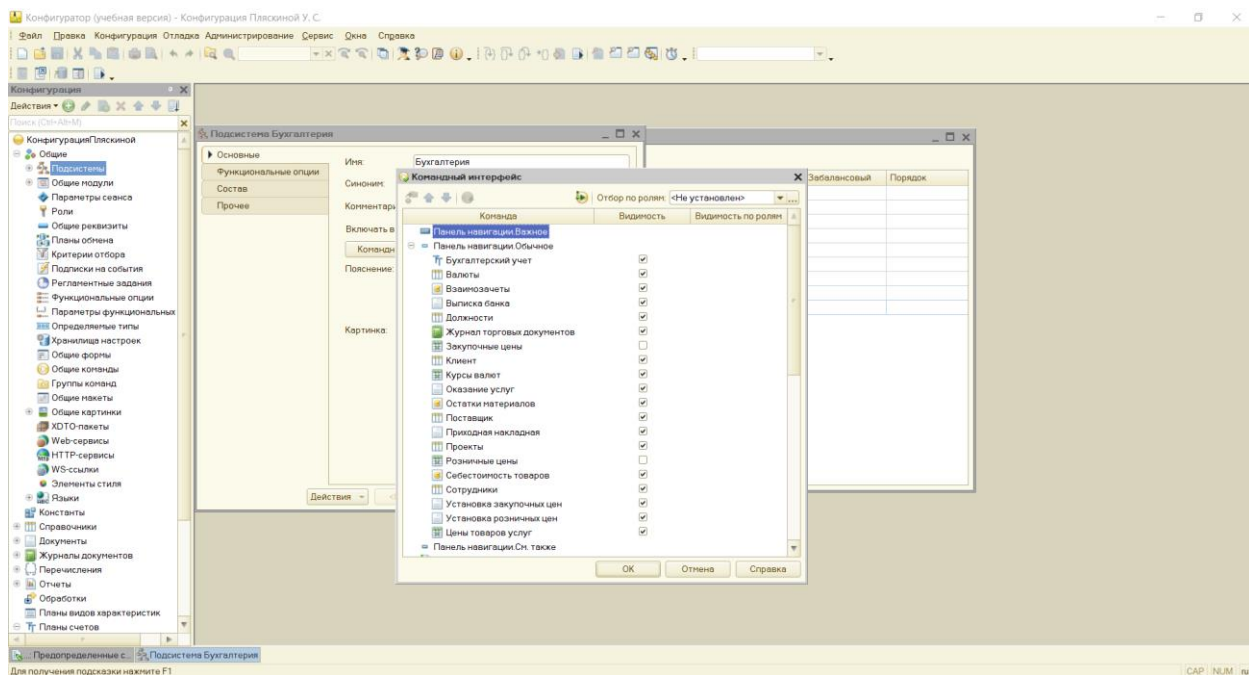 Конфигуратор (учебная версия) - Конфигурация Пляскиной У. С.
Файл Правка Конфигурация Отладка Администрирование Сервис Окна Справка
Конфигурация
Действия
Поиск (Ctrl+Alt+M)
КонфигурацияПляскиной
Общие
Подсистемы
Общие модули
Параметры сеанса
Роли
Общие реквизиты
Планы обмена
Критерии отбора
Подписки на события
Регламентные задания
Функциональные опции
Параметры функциональных
Определяемые типы
Хранилища настроек
Общие формы
Общие команды
Группы команд
Общие макеты
Общие картинки
XDTO-пакеты
Web-сервисы
HTTP-сервисы
WS-ссылки
Элементы стиля
Языки
Константы
Справочники
Документы
Журналы документов
Перечисления
Отчеты
Обработки
Планы видов характеристик
Планы счетов
Подсистема Бухгалтерия
Основные
Функциональные опции
Состав
Прочее
Имя: Бухгалтерия
Синоним:
Комментари
Включать в
Командн
Пояснение:
Картинка:
Действия
Забалансовый Порядок
Командный интерфейс
Отбор по ролям: <Не установлен>
Команда Видимость Видимость по ролям
Панель навигации.Важное
Панель навигации.Обычное
Бухгалтерский учет
Валюты
Взаимозачеты
Выписка банка
Должности
Журнал торговых документов
Закупочные цены
Клиент
Курсы валют
Оказание услуг
Остатки материалов
Поставщик
Приходная накладная
Проекты
Розничные цены
Себестоимость товаров
Сотрудники
Установка закупочных цен
Установка розничных цен
Цены товаров услуг
Панель навигации.См. также
ОК Отмена Справка
...: Предопределенные с... Подсистема Бухгалтерия
Для получения подсказки нажмите F1
CAP NUM ru